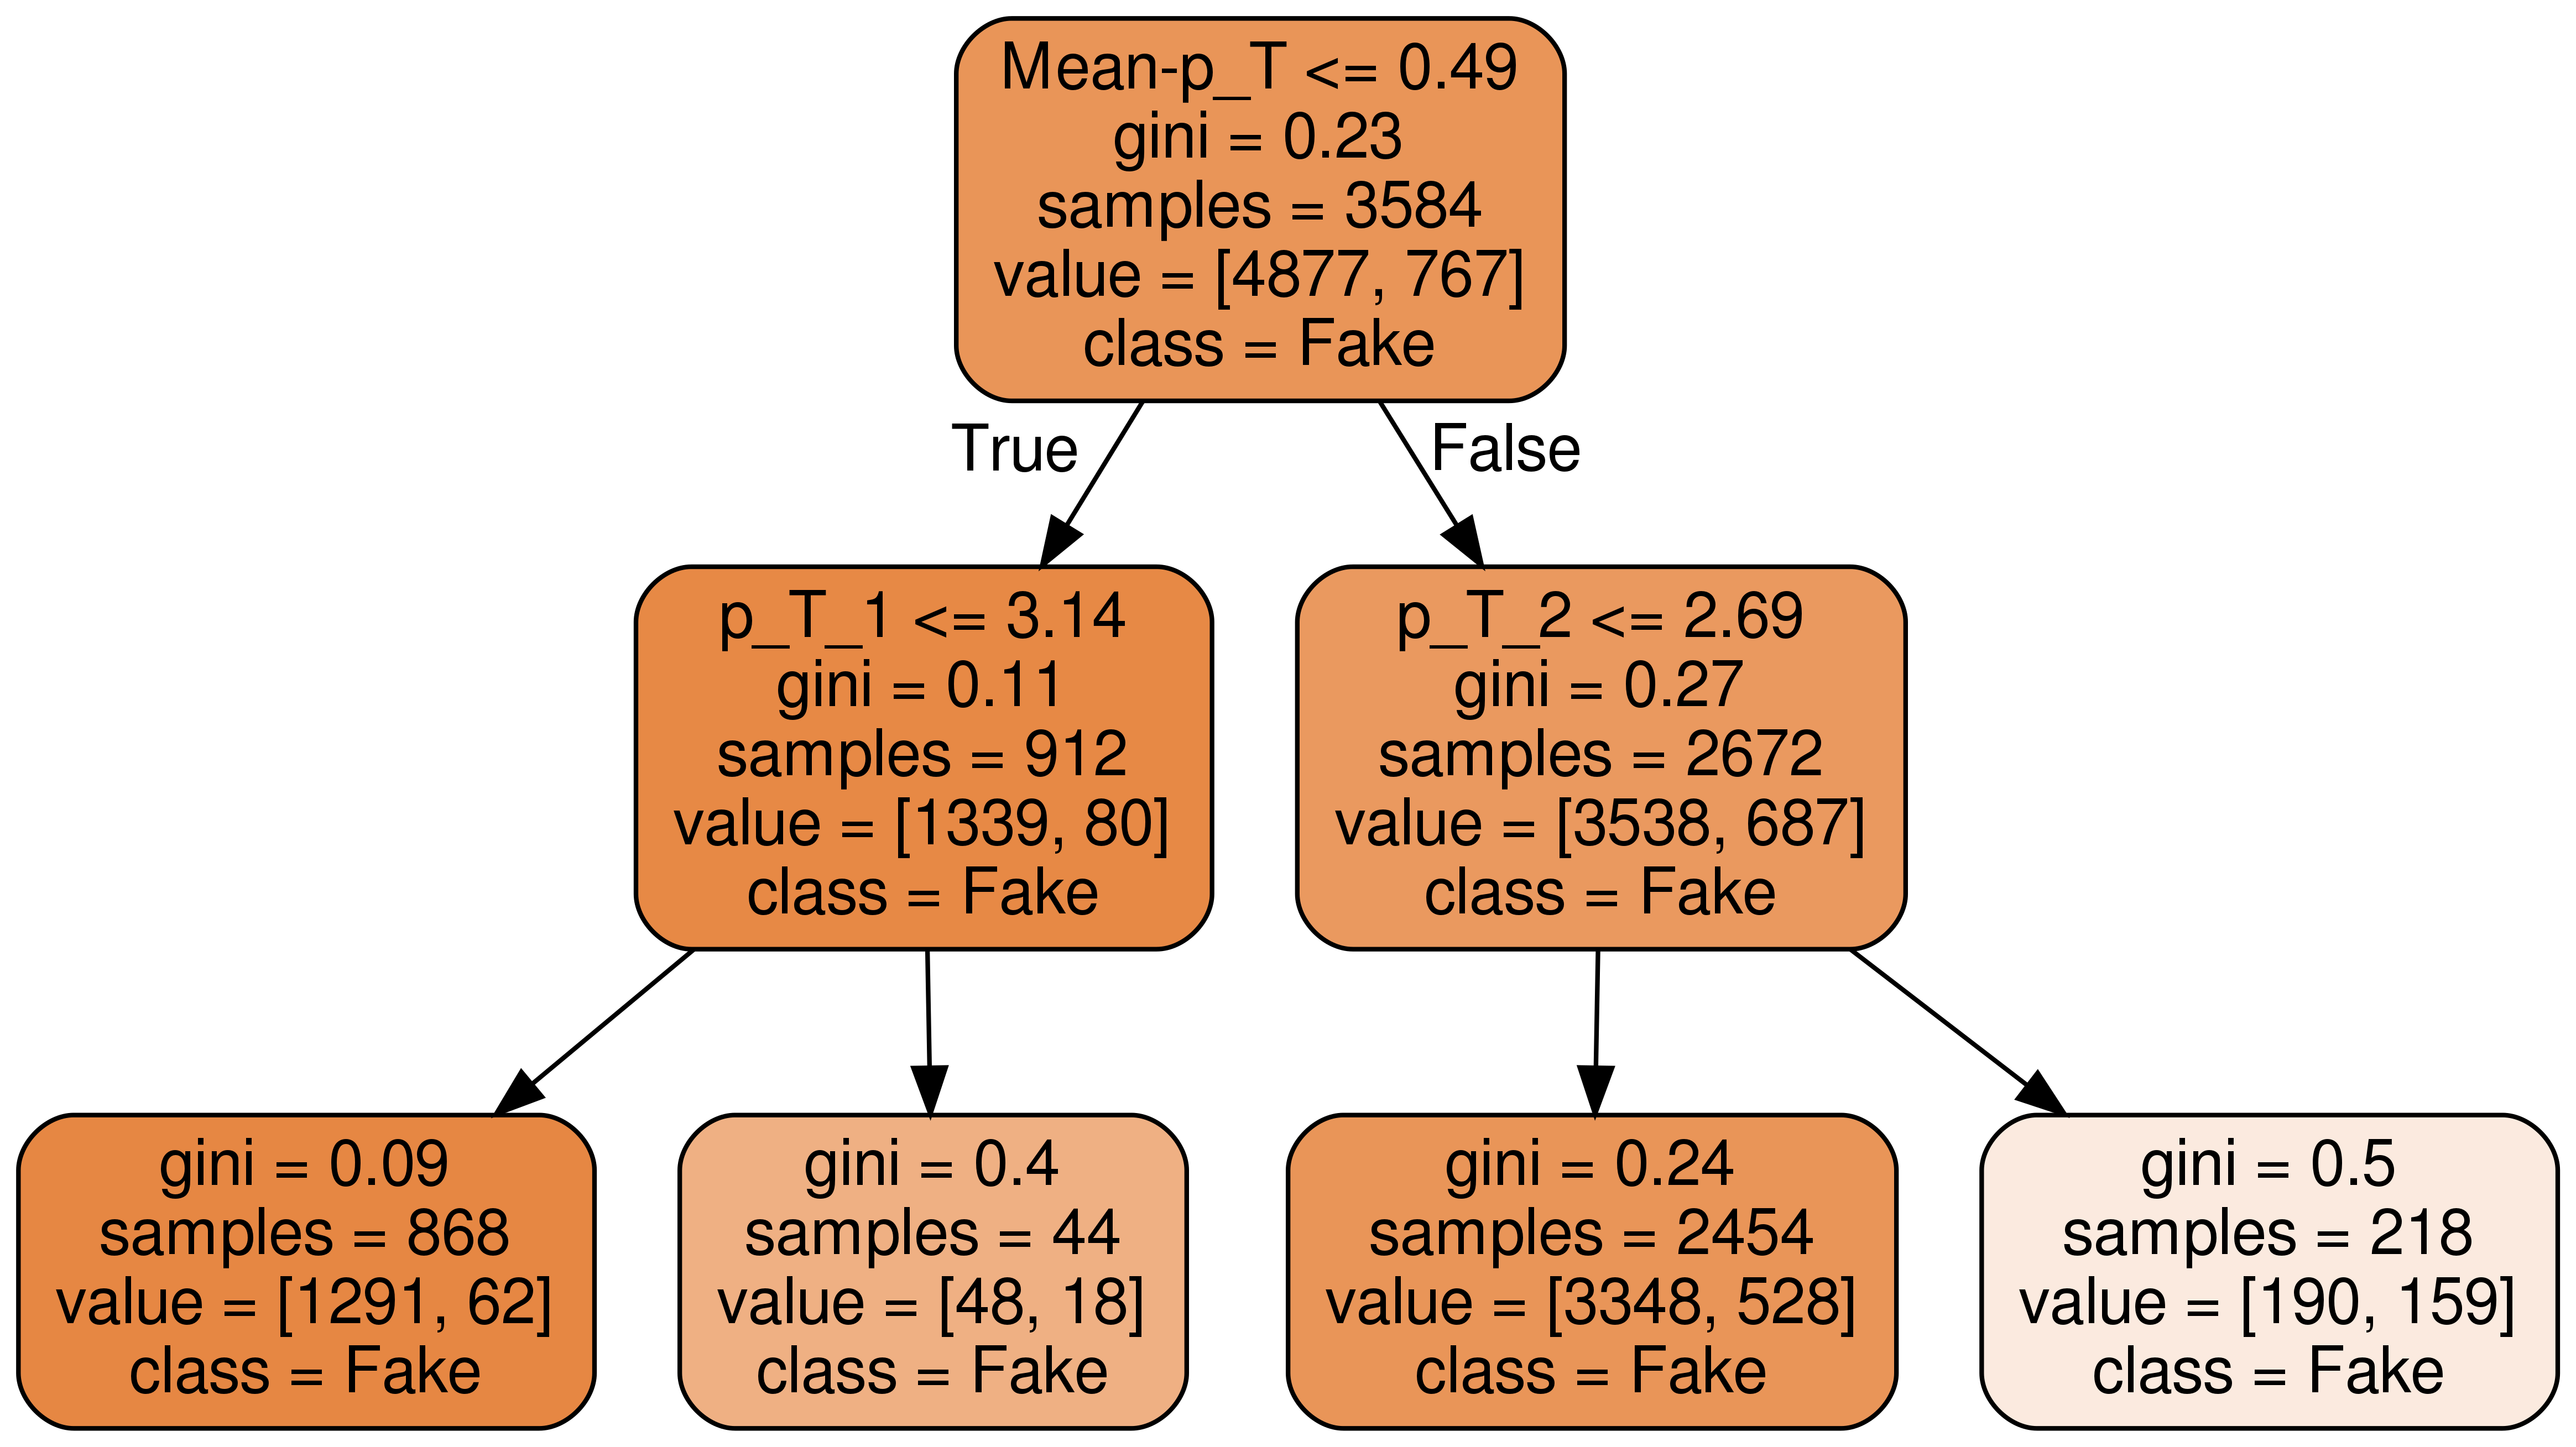 Mean-p_T <= 0.49
gini = 0.23
samples = 3584
value = [4877, 767]
class = Fake
True
False
p_T_1 <= 3.14
gini = 0.11
samples = 912
value = [1339, 80]
class = Fake
p_T_2 <= 2.69
gini = 0.27
samples = 2672
value = [3538, 687]
class = Fake
gini = 0.09
samples = 868
value = [1291, 62]
class = Fake
gini = 0.4
samples = 44
value = [48, 18]
class = Fake
gini = 0.24
samples = 2454
value = [3348, 528]
class = Fake
gini = 0.5
samples = 218
value = [190, 159]
class = Fake